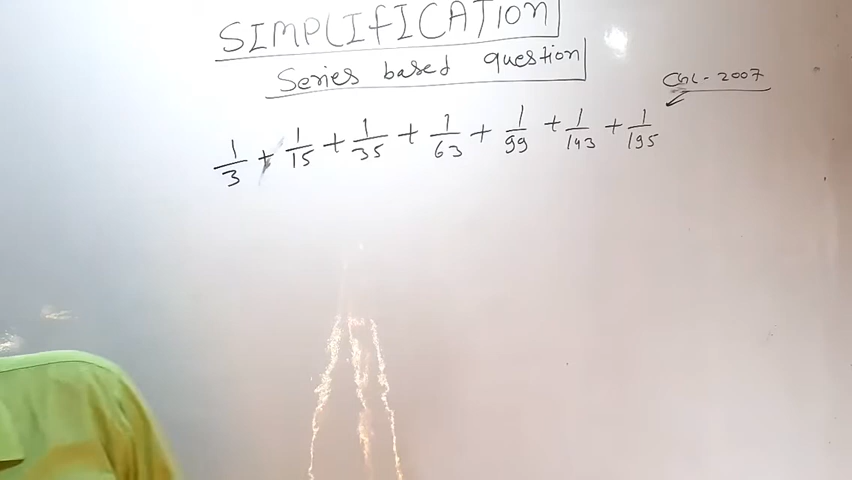 SIMPLIFICATION
Series based question
CGL - 2007
1/3 + 1/15 + 1/35 + 1/63 + 1/99 + 1/143 + 1/195